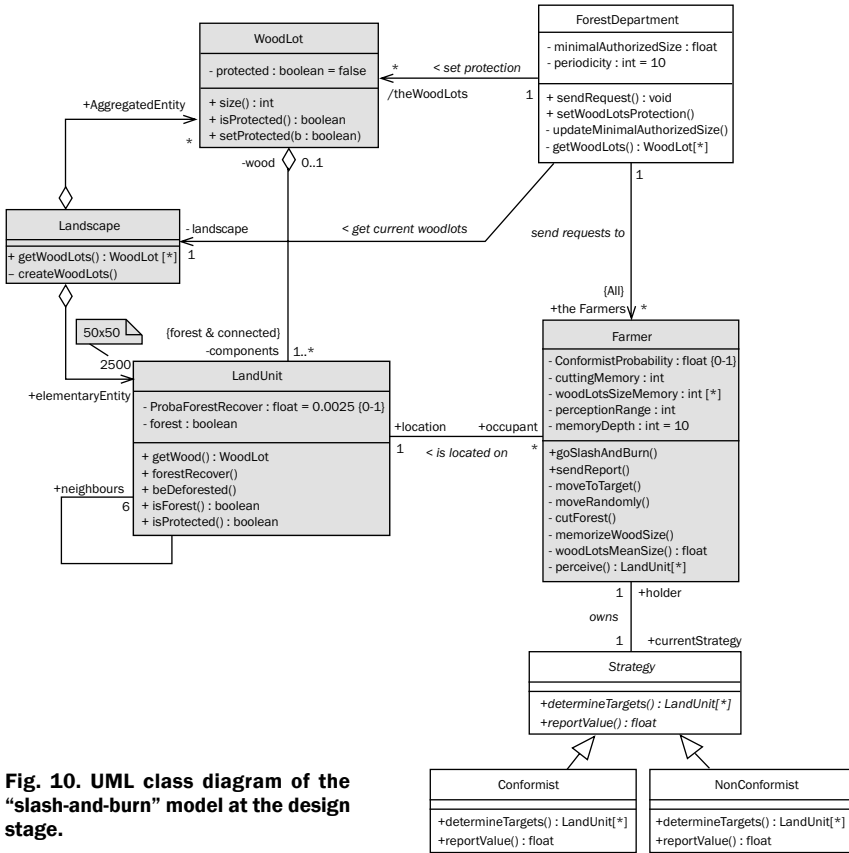 WoodLot
- protected : boolean = false
+ size() : int
+ isProtected() : boolean
+ setProtected(b : boolean)
ForestDepartment
- minimalAuthorizedSize : float
- periodicity : int = 10
+ sendRequest() : void
+ setWoodLotsProtection()
- updateMinimalAuthorizedSize()
- getWoodLots() : WoodLot[*]
* < set protection
/theWoodLots 1
+AggregatedEntity
*
-wood 0..1
1
Landscape
+ getWoodLots() : WoodLot [*]
– createWoodLots()
- landscape < get current woodlots
1
send requests to
{All}
+the Farmers *
50x50
2500
+elementaryEntity
{forest & connected}
-components 1..*
LandUnit
- ProbaForestRecover : float = 0.0025 {0-1}
- forest : boolean
+ getWood() : WoodLot
+ forestRecover()
+ beDeforested()
+ isForest() : boolean
+ isProtected() : boolean
+neighbours
6
+location +occupant
1 < is located on *
Farmer
- ConformistProbability : float {0-1}
- cuttingMemory : int
- woodLotsSizeMemory : int [*]
- perceptionRange : int
- memoryDepth : int = 10
+goSlashAndBurn()
+sendReport()
- moveToTarget()
- moveRandomly()
- cutForest()
- memorizeWoodSize()
- woodLotsMeanSize() : float
- perceive() : LandUnit[*]
1 +holder
owns
1 +currentStrategy
Strategy
+determineTargets() : LandUnit[*]
+reportValue() : float
Conformist
+determineTargets() : LandUnit[*]
+reportValue() : float
NonConformist
+determineTargets() : LandUnit[*]
+reportValue() : float
Fig. 10. UML class diagram of the
“slash-and-burn” model at the design
stage.